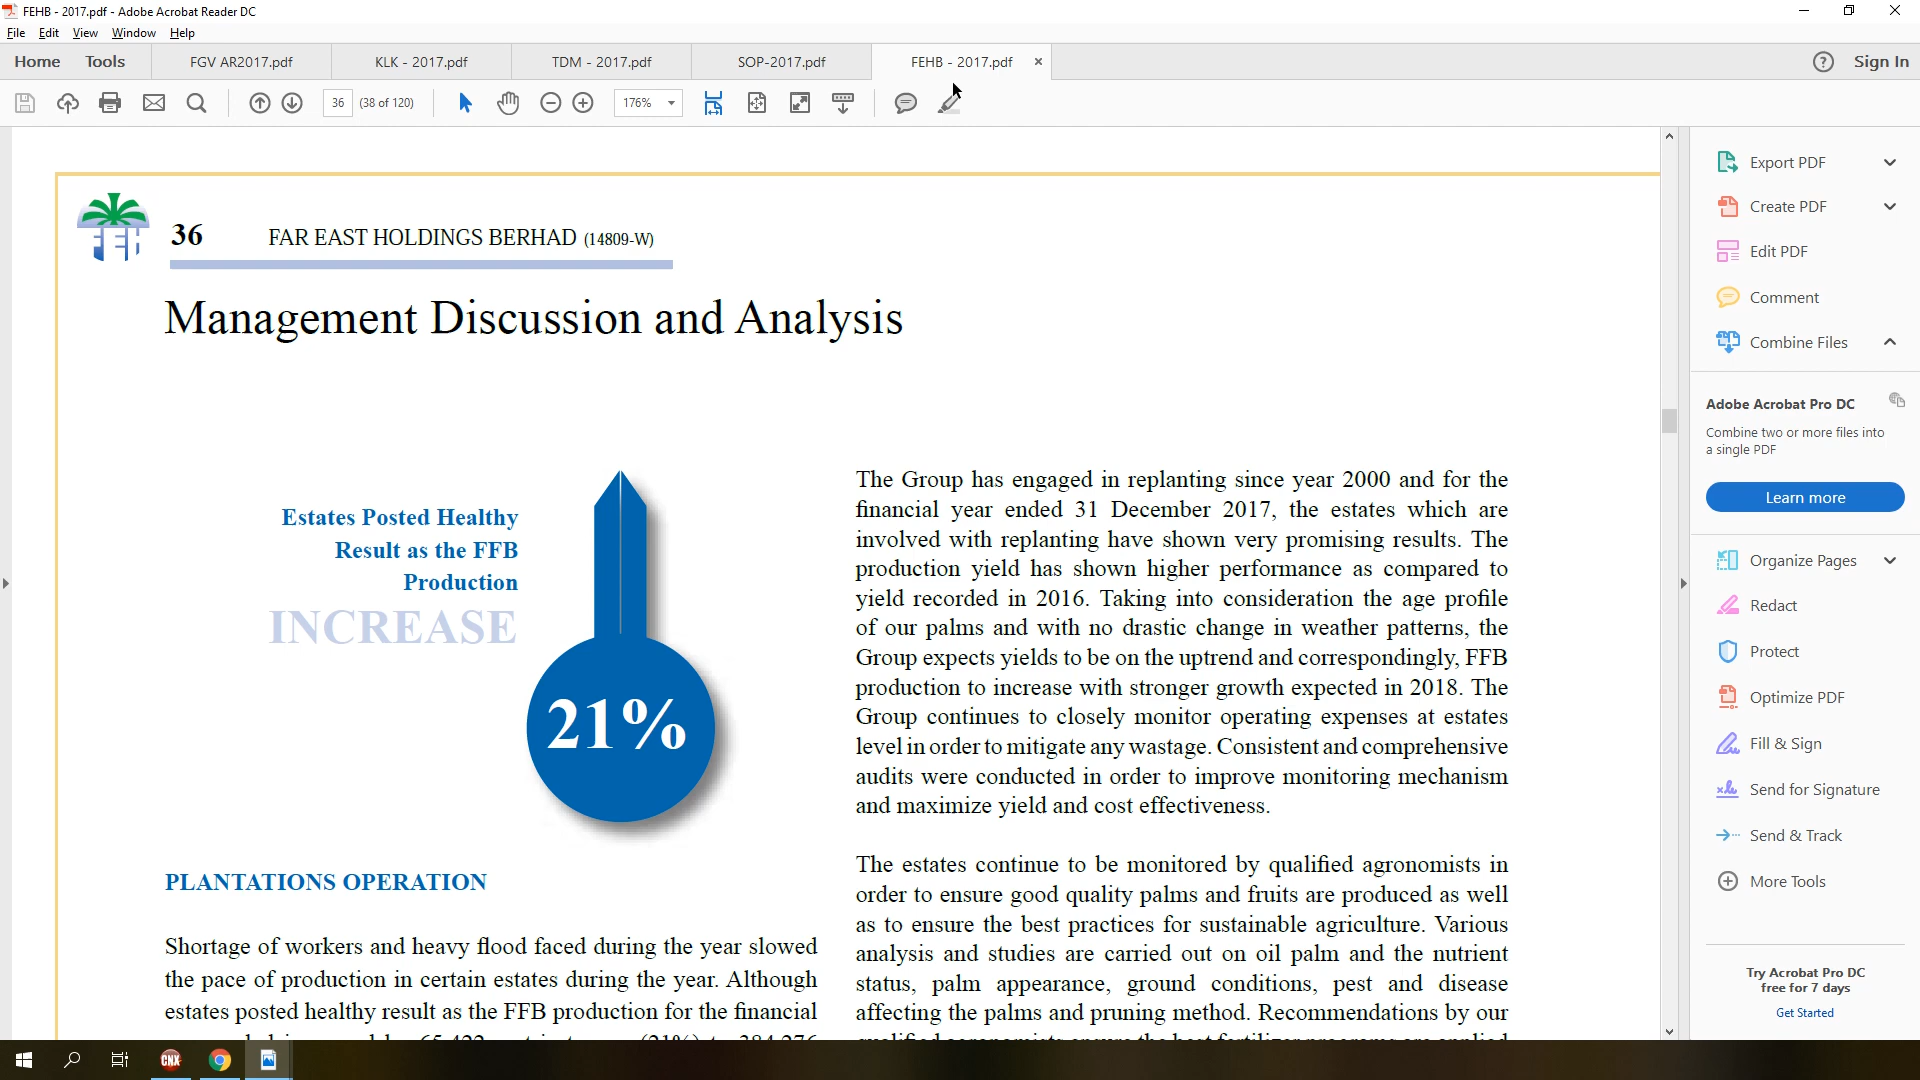 FEHB - 2017.pdf - Adobe Acrobat Reader DC
File Edit View Window Help
Home Tools FGV AR2017.pdf KLK - 2017.pdf TDM - 2017.pdf SOP-2017.pdf FEHB - 2017.pdf × ? Sign In
36 (38 of 120) 176%
36 FAR EAST HOLDINGS BERHAD (14809-W)
Management Discussion and Analysis
Estates Posted Healthy
Result as the FFB
Production
INCREASE
21%
PLANTATIONS OPERATION
Shortage of workers and heavy flood faced during the year slowed
the pace of production in certain estates during the year. Although
estates posted healthy result as the FFB production for the financial
The Group has engaged in replanting since year 2000 and for the
financial year ended 31 December 2017, the estates which are
involved with replanting have shown very promising results. The
production yield has shown higher performance as compared to
yield recorded in 2016. Taking into consideration the age profile
of our palms and with no drastic change in weather patterns, the
Group expects yields to be on the uptrend and correspondingly, FFB
production to increase with stronger growth expected in 2018. The
Group continues to closely monitor operating expenses at estates
level in order to mitigate any wastage. Consistent and comprehensive
audits were conducted in order to improve monitoring mechanism
and maximize yield and cost effectiveness.
The estates continue to be monitored by qualified agronomists in
order to ensure good quality palms and fruits are produced as well
as to ensure the best practices for sustainable agriculture. Various
analysis and studies are carried out on oil palm and the nutrient
status, palm appearance, ground conditions, pest and disease
affecting the palms and pruning method. Recommendations by our
Export PDF
Create PDF
Edit PDF
Comment
Combine Files
Adobe Acrobat Pro DC
Combine two or more files into
a single PDF
Learn more
Organize Pages
Redact
Protect
Optimize PDF
Fill & Sign
Send for Signature
Send & Track
More Tools
Try Acrobat Pro DC
free for 7 days
Get Started
CNX